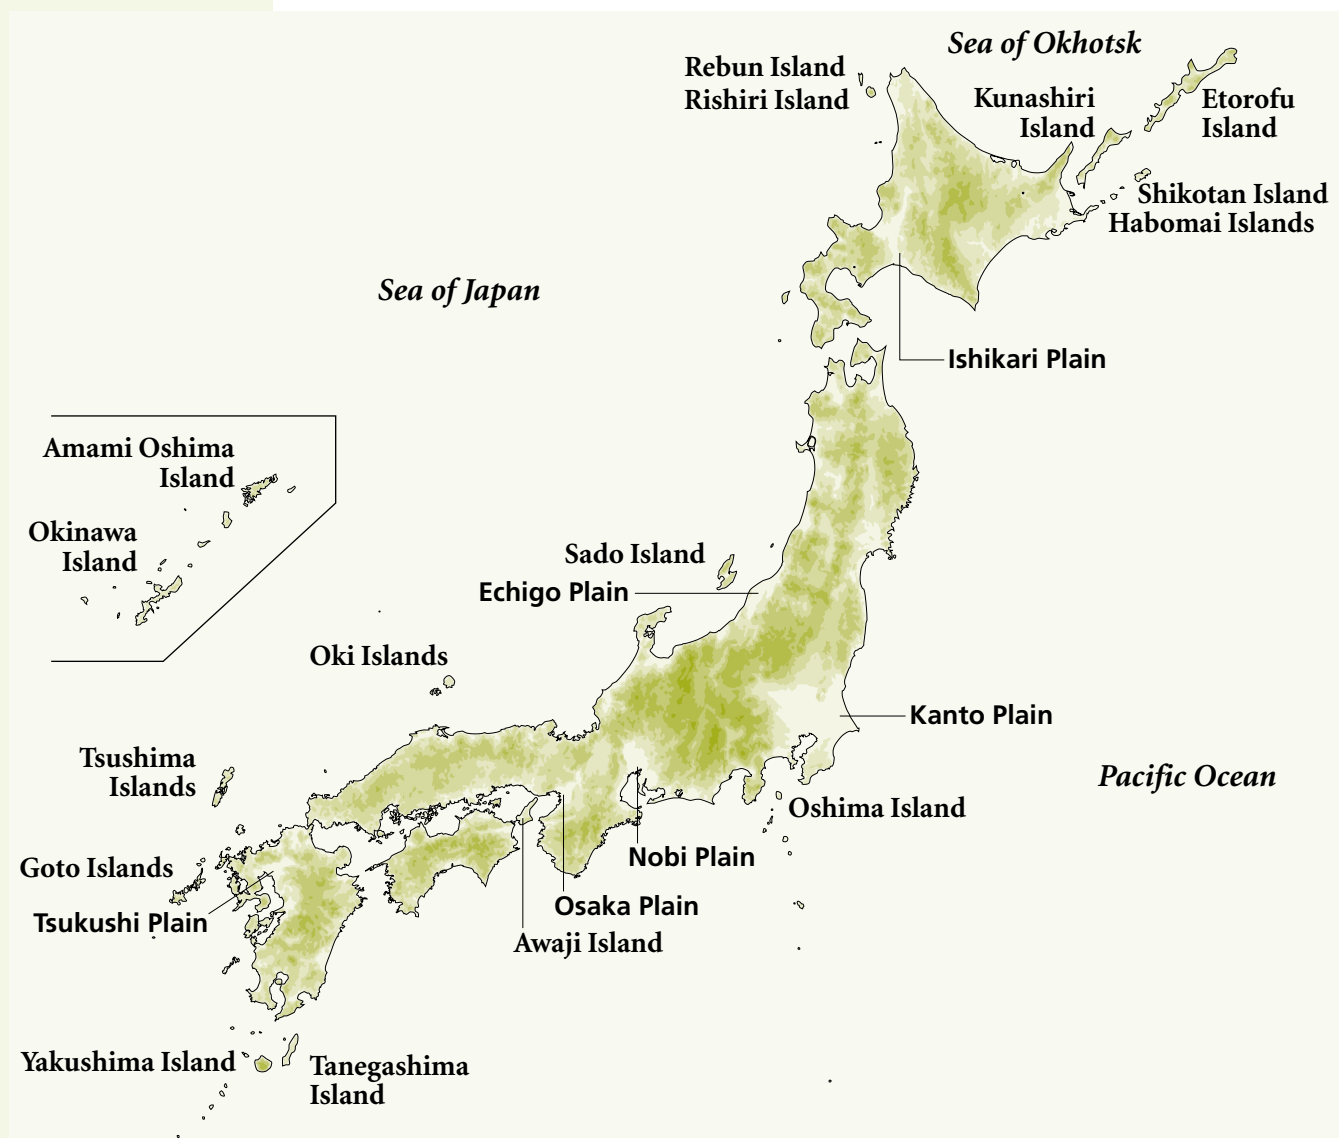 Sea of Okhotsk
Rebun Island
Rishiri Island
Kunashiri
Island
Etorofu
Island
Shikotan Island
Habomai Islands
Sea of Japan
Ishikari Plain
Amami Oshima
Island
Okinawa
Island
Sado Island
Echigo Plain
Oki Islands
Kanto Plain
Tsushima
Islands
Pacific Ocean
Oshima Island
Nobi Plain
Goto Islands
Osaka Plain
Tsukushi Plain
Awaji Island
Yakushima Island
Tanegashima
Island